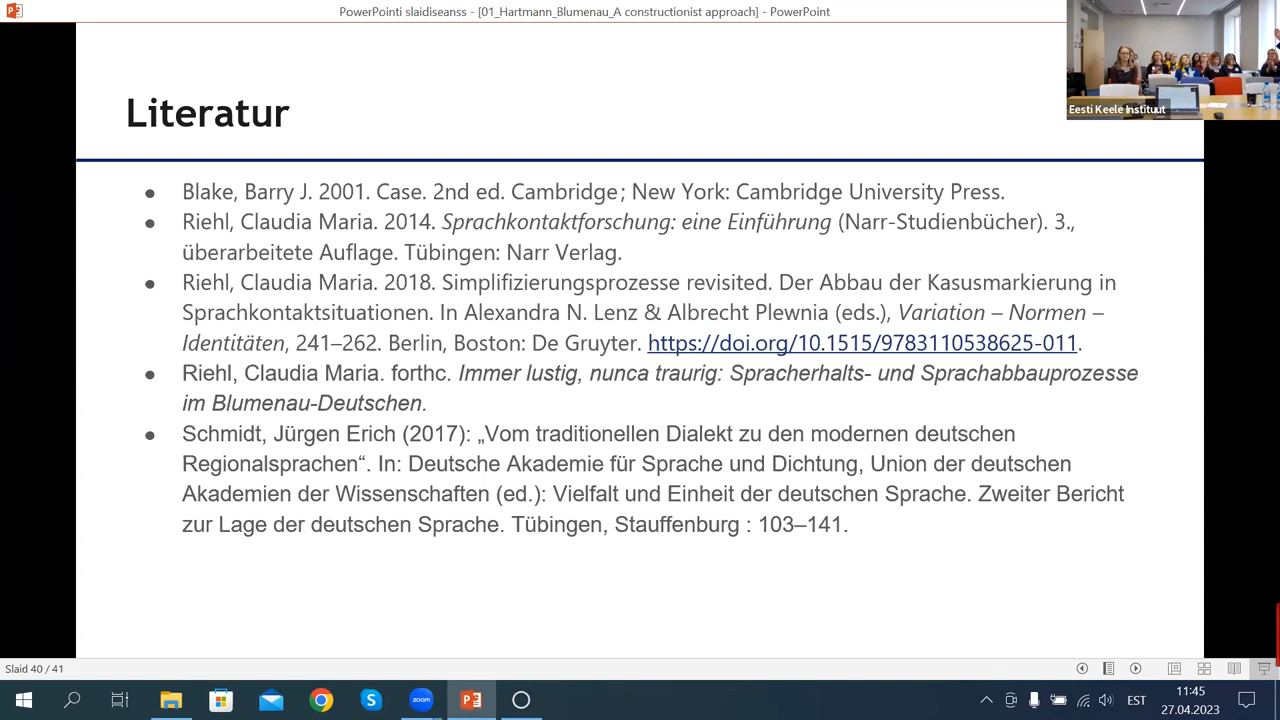 PowerPointi slaidiseanss - [01_Hartmann_Blumenau_A constructionist approach] - PowerPoint
Eesti Keele Instituut
Literatur
Blake, Barry J. 2001. Case. 2nd ed. Cambridge; New York: Cambridge University Press.
Riehl, Claudia Maria. 2014. Sprachkontaktforschung: eine Einführung (Narr-Studienbücher). 3.,
überarbeitete Auflage. Tübingen: Narr Verlag.
Riehl, Claudia Maria. 2018. Simplifizierungsprozesse revisited. Der Abbau der Kasusmarkierung in
Sprachkontaktsituationen. In Alexandra N. Lenz & Albrecht Plewnia (eds.), Variation – Normen –
Identitäten, 241–262. Berlin, Boston: De Gruyter. https://doi.org/10.1515/9783110538625-011.
Riehl, Claudia Maria. forthc. Immer lustig, nunca traurig: Spracherhalts- und Sprachabbauprozesse
im Blumenau-Deutschen.
Schmidt, Jürgen Erich (2017): „Vom traditionellen Dialekt zu den modernen deutschen
Regionalsprachen“. In: Deutsche Akademie für Sprache und Dichtung, Union der deutschen
Akademien der Wissenschaften (ed.): Vielfalt und Einheit der deutschen Sprache. Zweiter Bericht
zur Lage der deutschen Sprache. Tübingen, Stauffenburg : 103–141.
Slaid 40 / 41
zoom
EST
11:45
27.04.2023